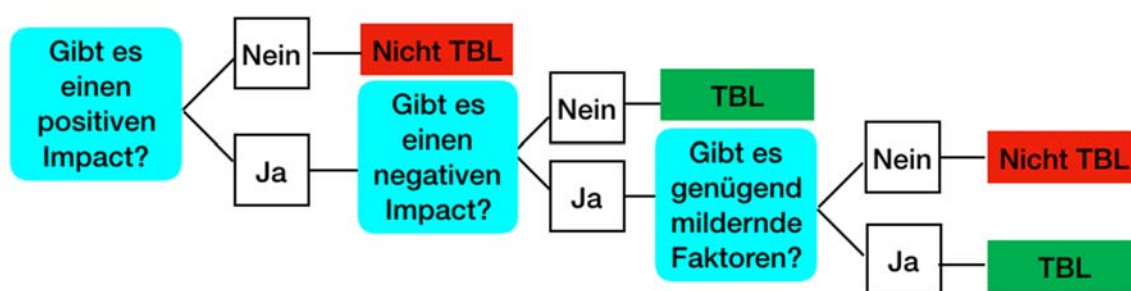 Gibt es
einen
positiven
Impact?
Nein
Nicht TBL
Ja
Gibt es
einen
negativen
Impact?
Nein
TBL
Ja
Gibt es
genügend
mildernde
Faktoren?
Nein
Nicht TBL
Ja
TBL